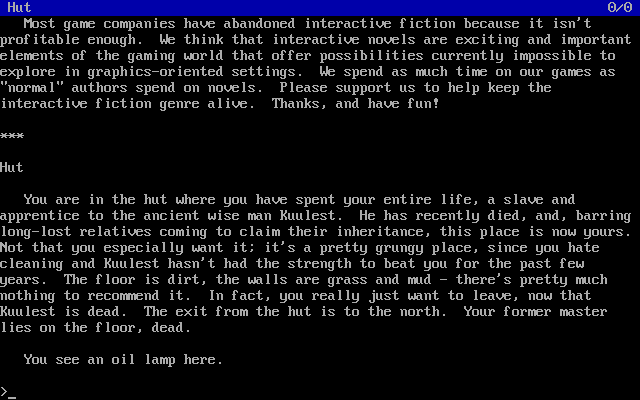 Hut 0/0
Most game companies have abandoned interactive fiction because it isn't
profitable enough.  We think that interactive novels are exciting and important
elements of the gaming world that offer possibilities currently impossible to
explore in graphics-oriented settings.  We spend as much time on our games as
"normal" authors spend on novels.  Please support us to help keep the
interactive fiction genre alive.  Thanks, and have fun!
***
Hut
You are in the hut where you have spent your entire life, a slave and
apprentice to the ancient wise man Kuulest.  He has recently died, and, barring
long-lost relatives coming to claim their inheritance, this place is now yours.
Not that you especially want it; it's a pretty grungy place, since you hate
cleaning and Kuulest hasn't had the strength to beat you for the past few
years.  The floor is dirt, the walls are grass and mud - there's pretty much
nothing to recommend it.  In fact, you really just want to leave, now that
Kuulest is dead.  The exit from the hut is to the north.  Your former master
lies on the floor, dead.
You see an oil lamp here.
>_